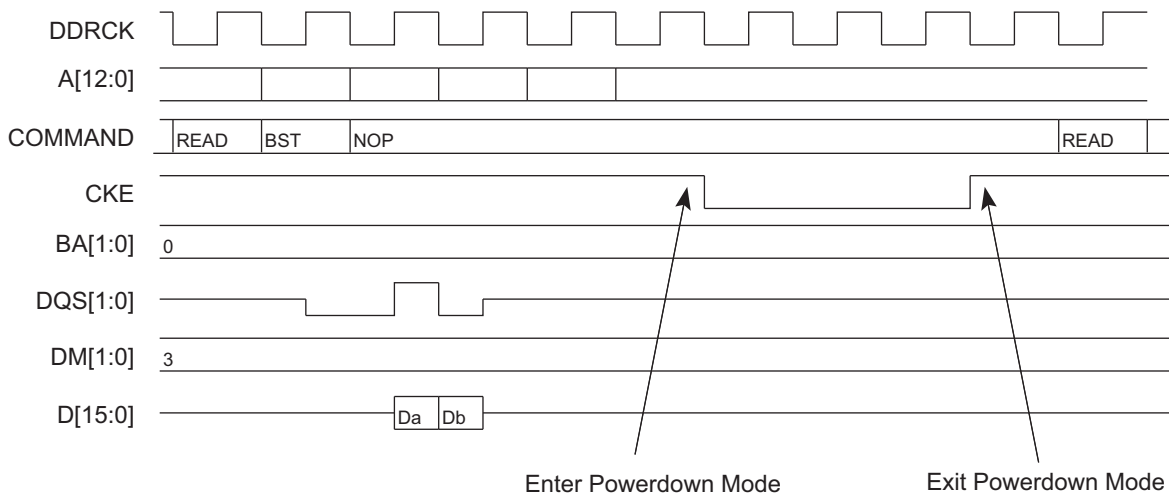 DDRCK
A[12:0]
COMMAND READ BST NOP READ
CKE
BA[1:0] 0
DQS[1:0]
DM[1:0] 3
D[15:0] Da Db
Enter Powerdown Mode Exit Powerdown Mode